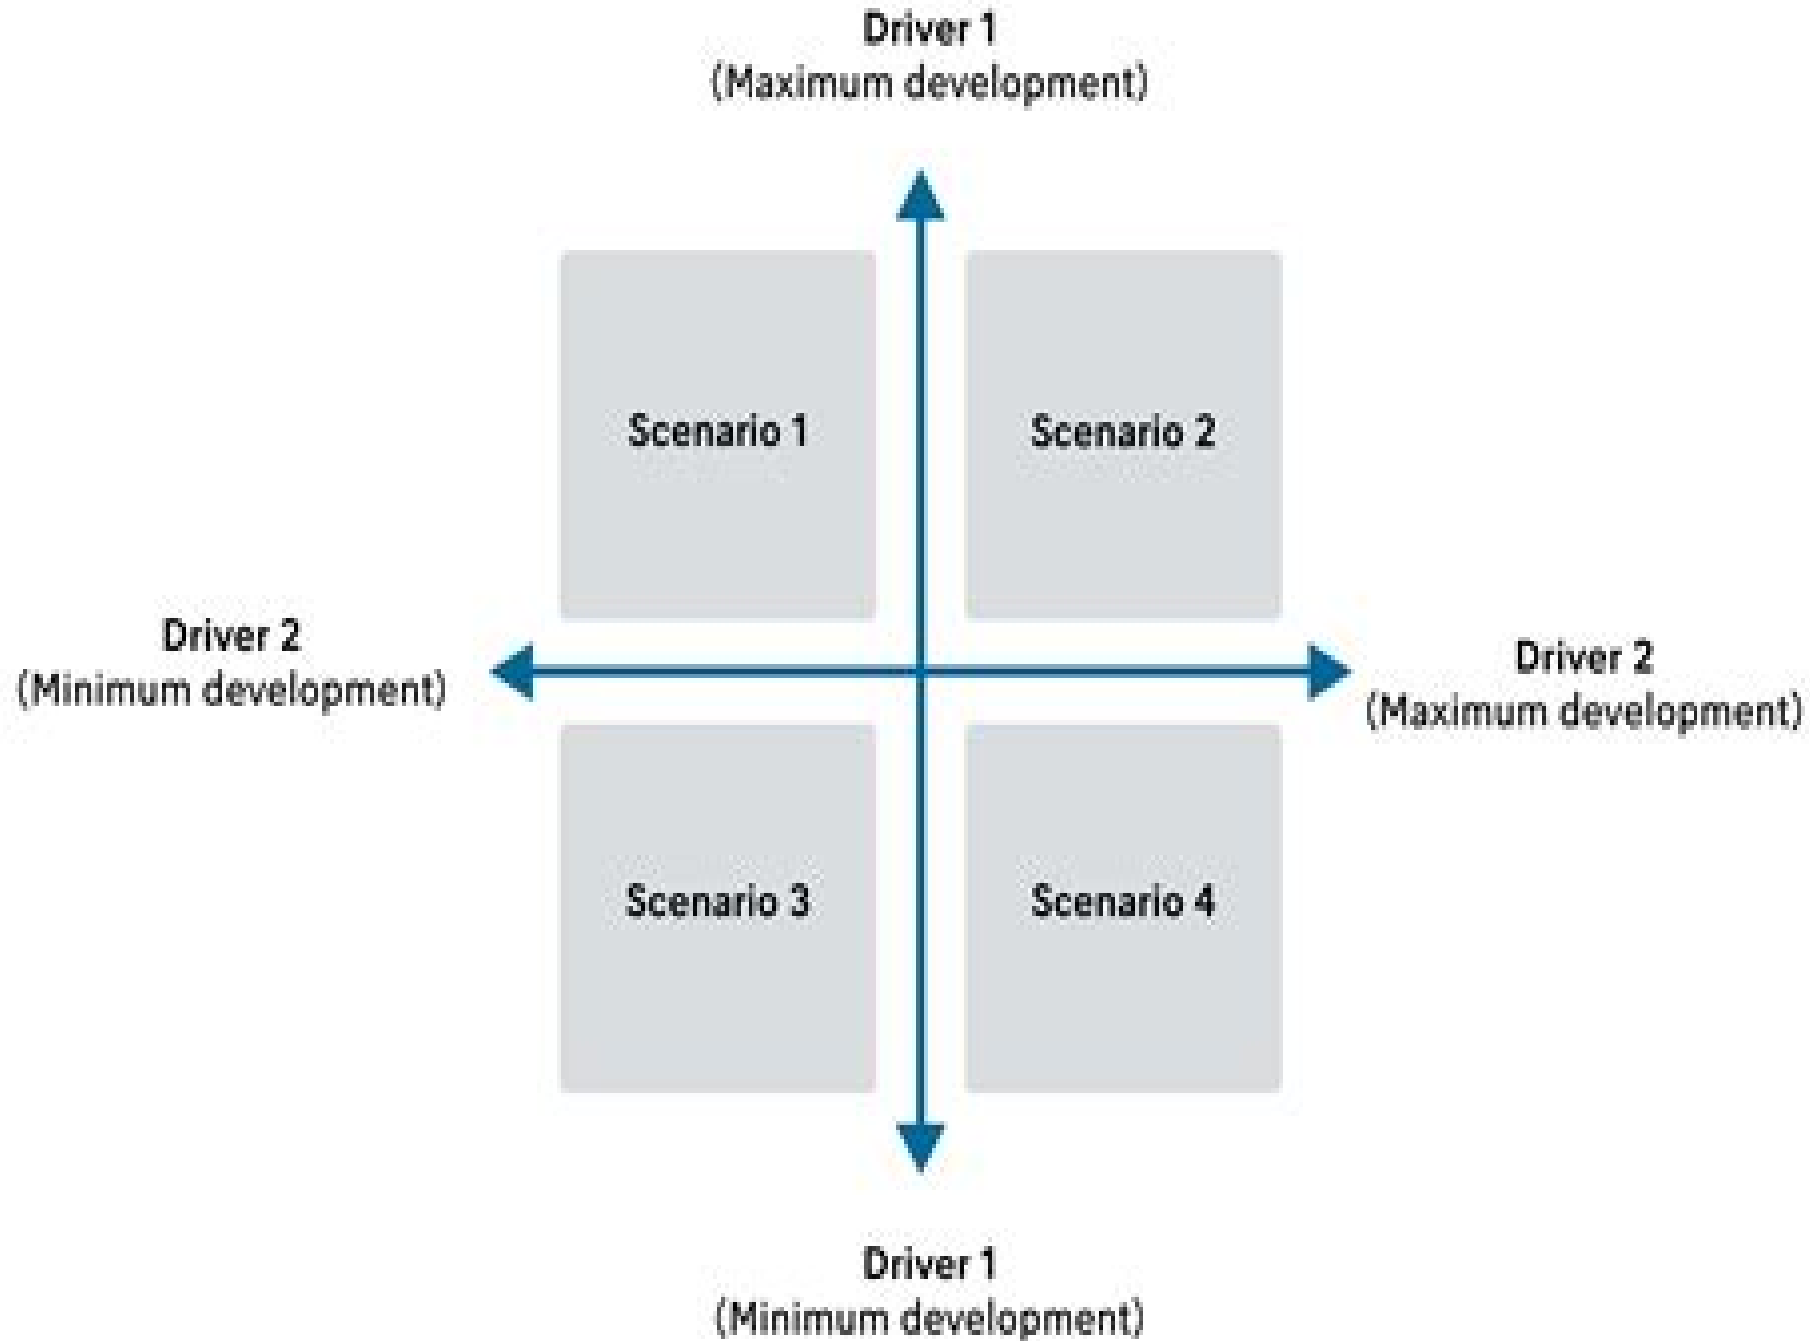 Driver 1
(Maximum development)
Scenario 1
Scenario 2
Driver 2
(Minimum development)
Driver 2
(Maximum development)
Scenario 3
Scenario 4
Driver 1
(Minimum development)